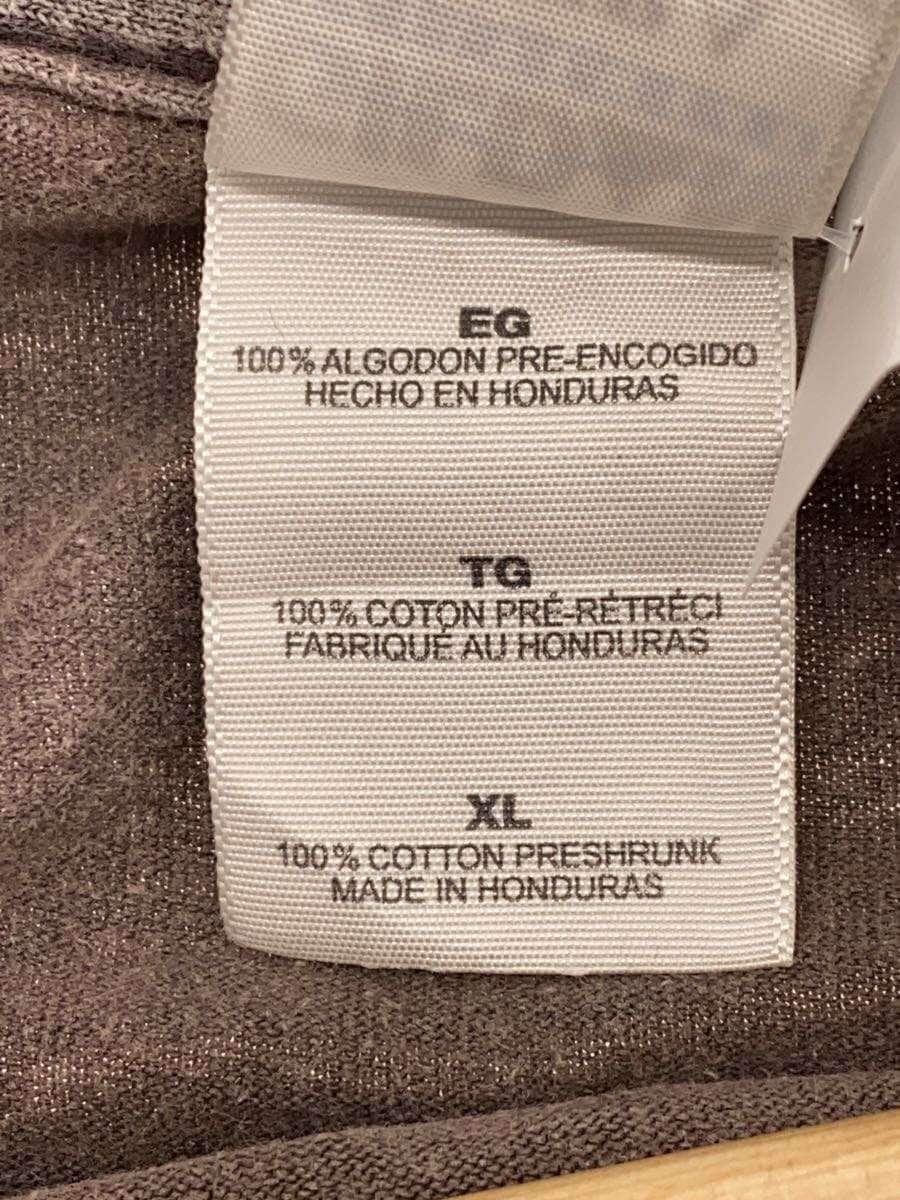 EG
100% ALGODON PRE-ENCOGIDO
HECHO EN HONDURAS
TG
100% COTON PRÉ-RÉTRÉCI
FABRIQUÉ AU HONDURAS
XL
100% COTTON PRESHRUNK
MADE IN HONDURAS